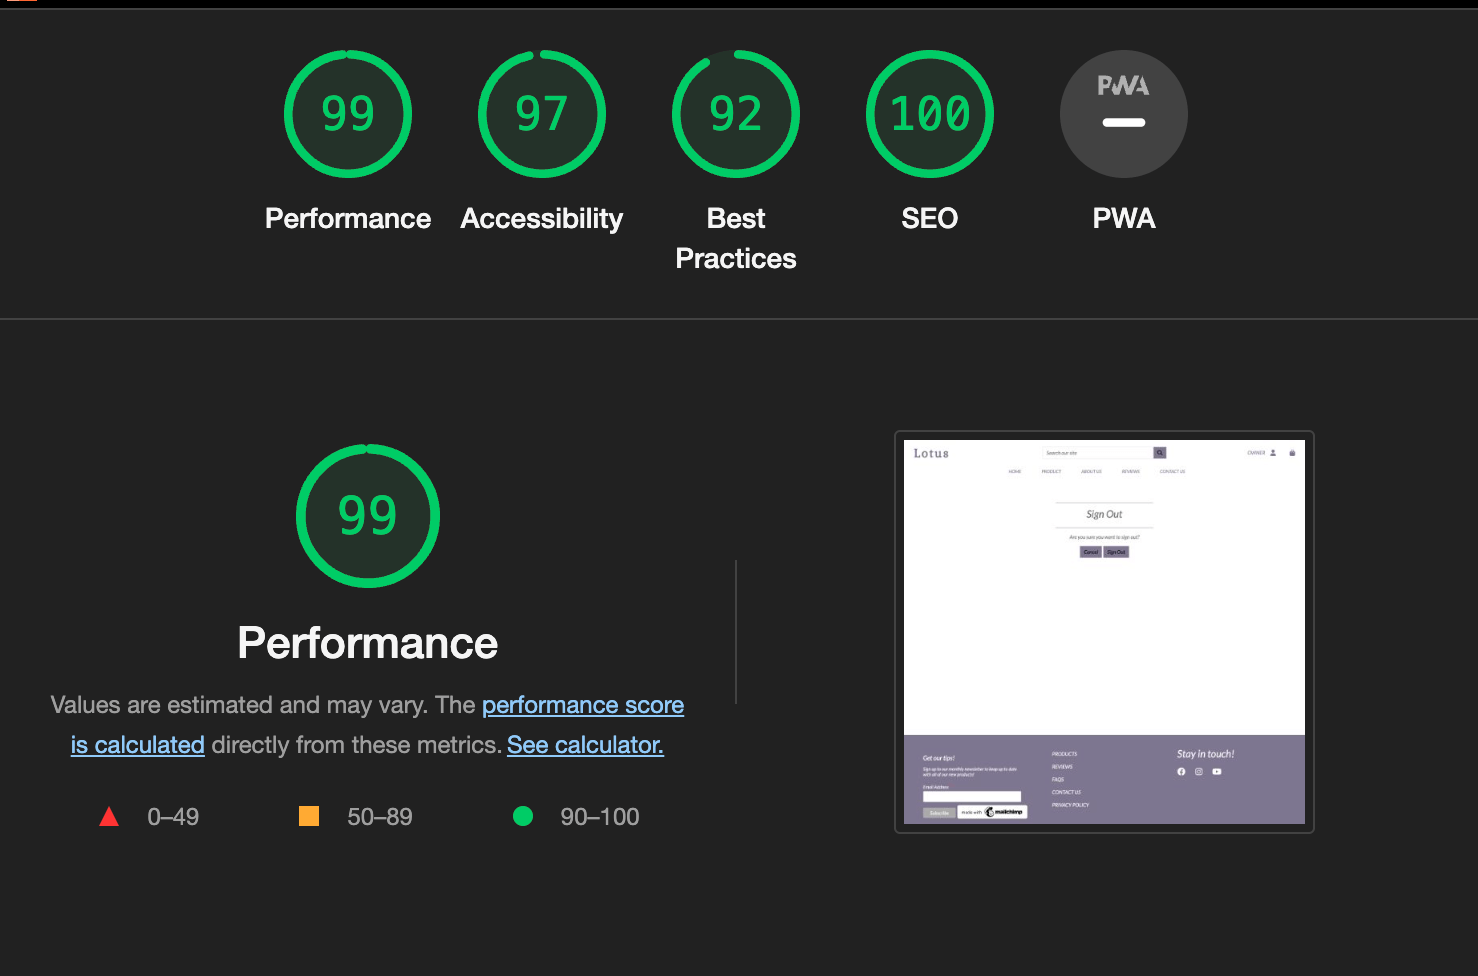 99
97
92
100
PWA
Performance
Accessibility
Best
Practices
SEO
PWA
99
Performance
Values are estimated and may vary. The performance score
is calculated directly from these metrics. See calculator.
0–49
50–89
90–100
Lotus
Search our site
OWNER
HOME
PRODUCT
ABOUT US
REVIEWS
CONTACT US
Sign Out
Are you sure you want to sign out?
Cancel
Sign Out
Get our tips!
Sign up to our monthly newsletter to keep up to date
with all of our new products!
Email Address
Subscribe
made with mailchimp
PRODUCTS
REVIEWS
FAQS
CONTACT US
PRIVACY POLICY
Stay in touch!